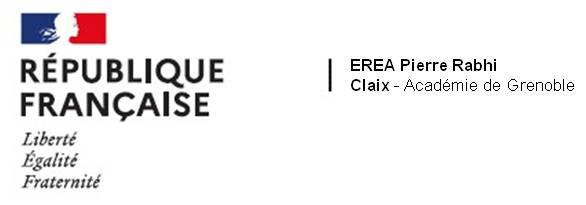 RÉPUBLIQUE
FRANÇAISE
Liberté
Égalité
Fraternité
EREA Pierre Rabhi
Claix - Académie de Grenoble